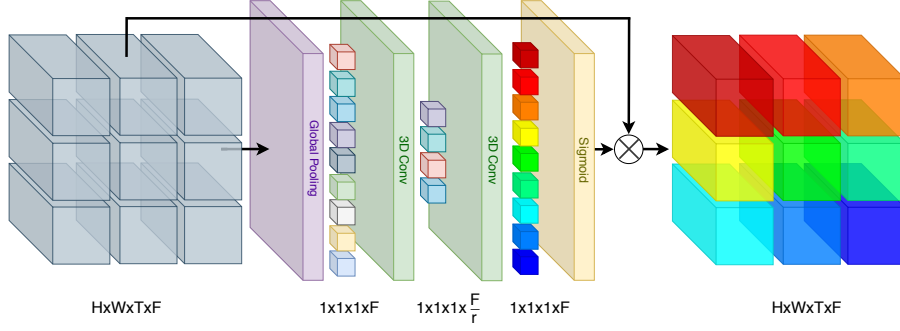 Global Pooling
3D Conv
3D Conv
Sigmoid
HxWxTxF
1x1x1xF
1x1x1x F/r
1x1x1xF
HxWxTxF